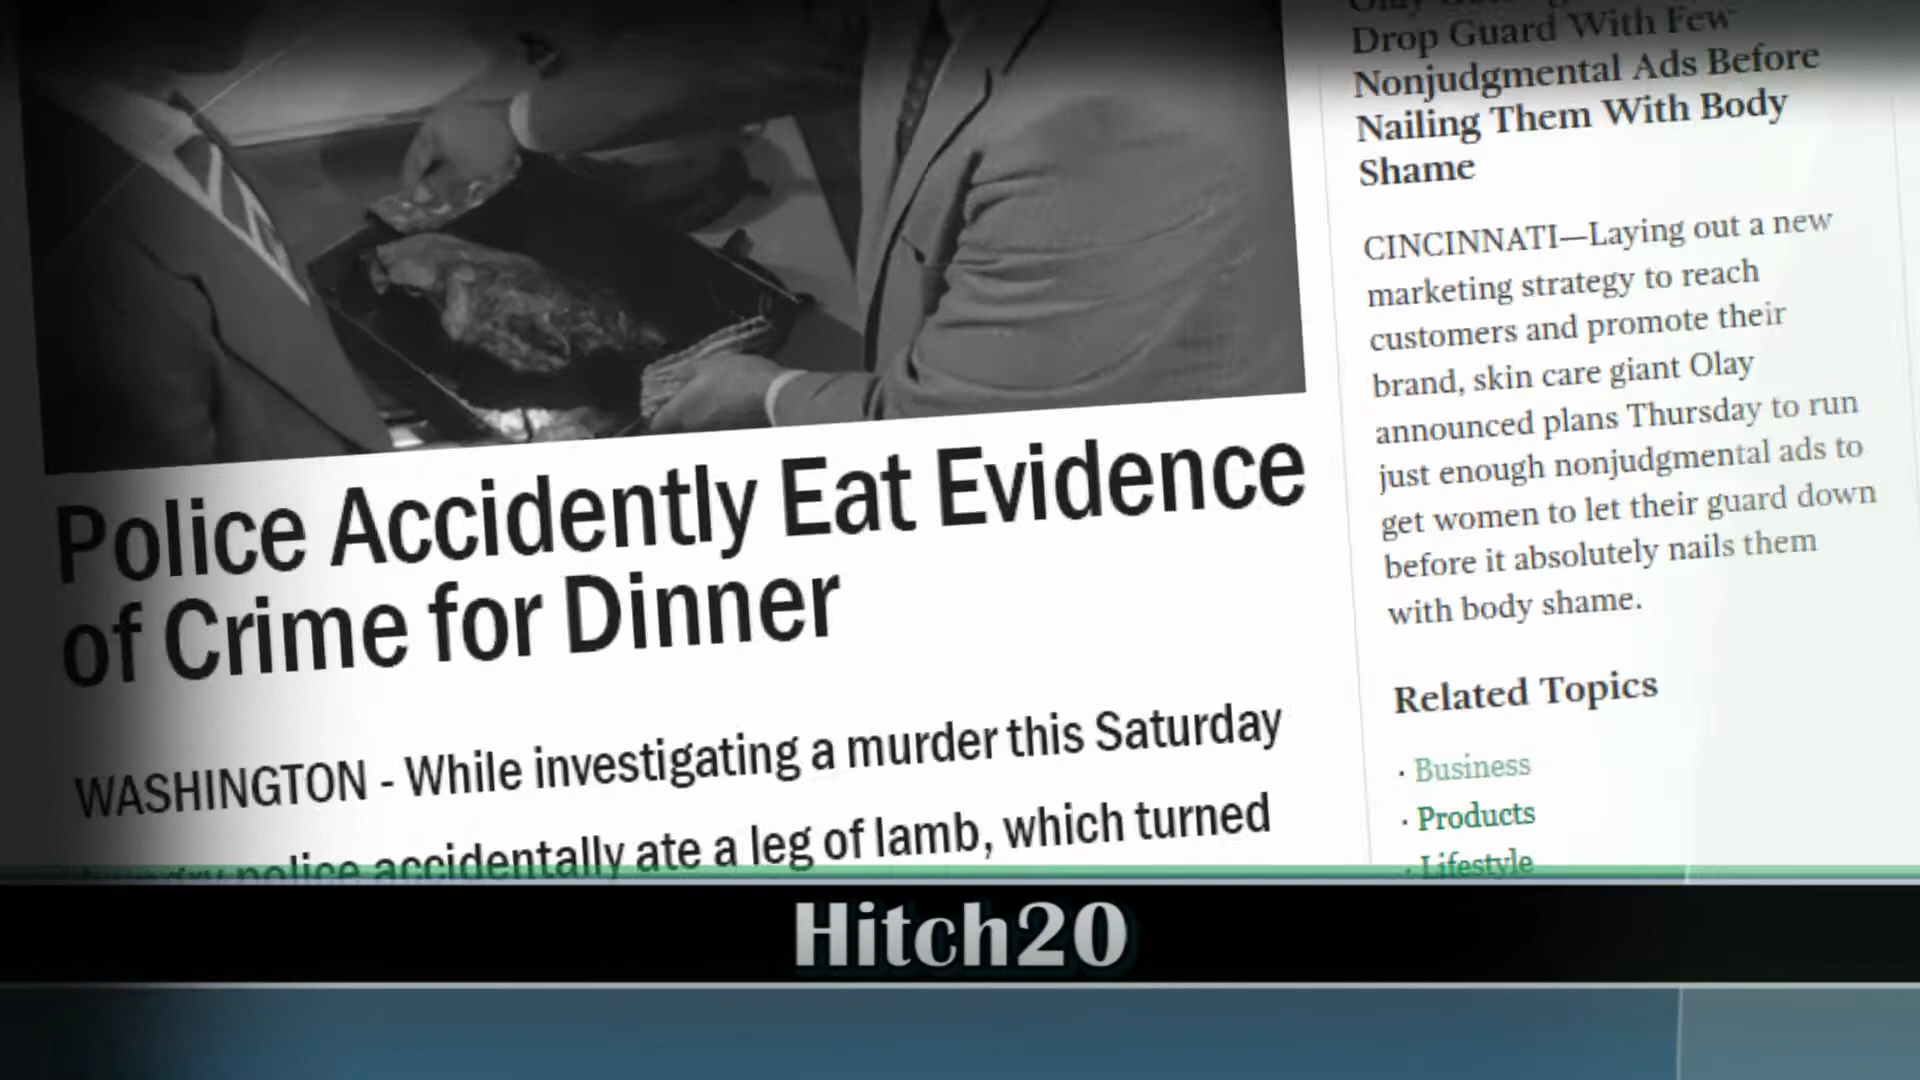 Police Accidently Eat Evidence
of Crime for Dinner
WASHINGTON - While investigating a murder this Saturday
police accidentally ate a leg of lamb, which turned
Drop Guard With Few
Nonjudgmental Ads Before
Nailing Them With Body
Shame
CINCINNATI—Laying out a new
marketing strategy to reach
customers and promote their
brand, skin care giant Olay
announced plans Thursday to run
just enough nonjudgmental ads to
get women to let their guard down
before it absolutely nails them
with body shame.
Related Topics
· Business
· Products
· Lifestyle
Hitch20